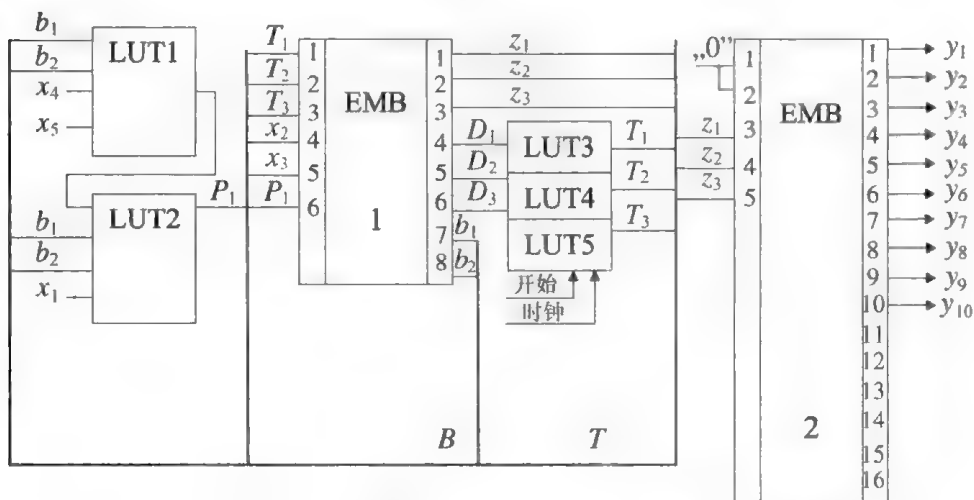 b₁
b₂
x₄
x₅
LUT1
b₁
b₂
x₁
LUT2
P₁
T₁
T₂
T₃
x₂
x₃
P₁
1
2
3
4
5
6
EMB
1
1
2
3
4
5
6
7
8
z₁
z₂
z₃
D₁
D₂
D₃
b₁
b₂
LUT3
LUT4
LUT5
开始
时钟
T₁
T₂
T₃
B
T
„0”
z₁
z₂
z₃
1
2
3
4
5
EMB
2
1
2
3
4
5
6
7
8
9
10
11
12
13
14
15
16
y₁
y₂
y₃
y₄
y₅
y₆
y₇
y₈
y₉
y₁₀